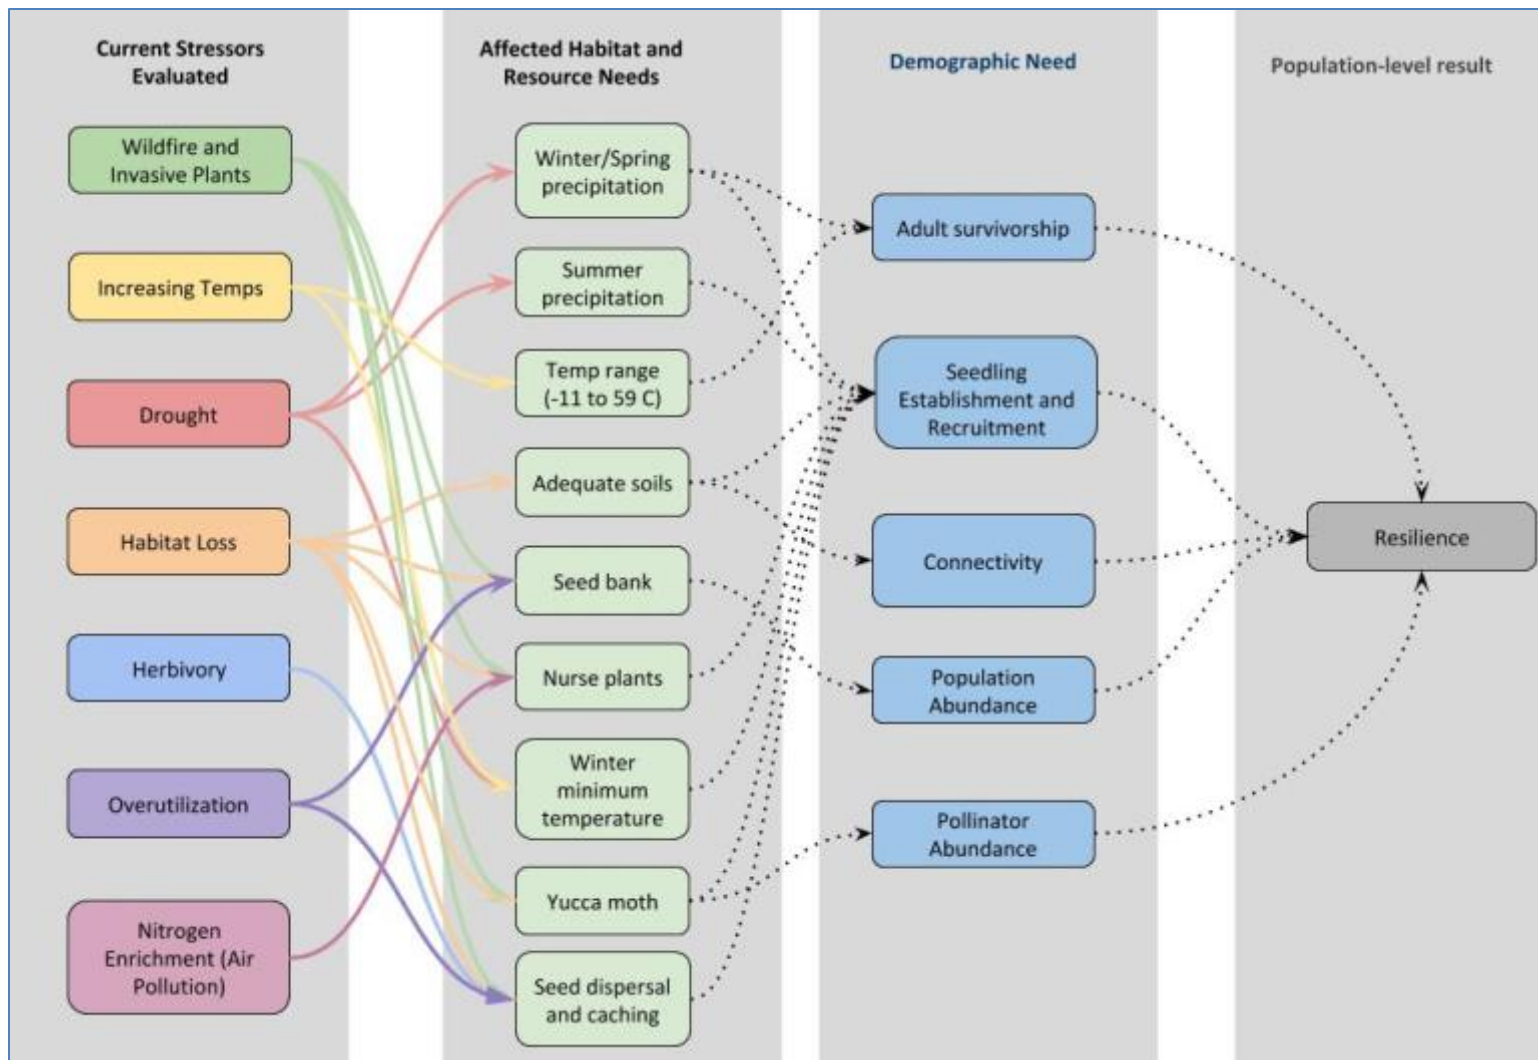 Current Stressors
Evaluated
Wildfire and
Invasive Plants
Increasing Temps
Drought
Habitat Loss
Herbivory
Overutilization
Nitrogen
Enrichment (Air
Pollution)
Affected Habitat and
Resource Needs
Winter/Spring
precipitation
Summer
precipitation
Temp range
(-11 to 59 C)
Adequate soils
Seed bank
Nurse plants
Winter
minimum
temperature
Yucca moth
Seed dispersal
and caching
Demographic Need
Adult survivorship
Seedling
Establishment and
Recruitment
Connectivity
Population
Abundance
Pollinator
Abundance
Population-level result
Resilience